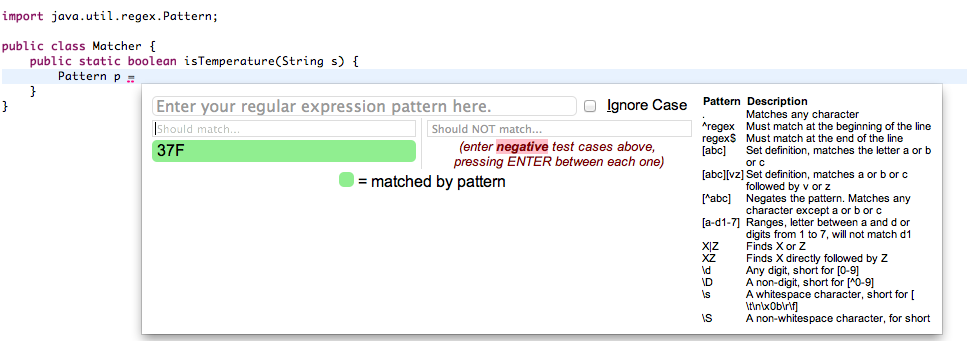 import java.util.regex.Pattern;
public class Matcher {
public static boolean isTemperature(String s) {
Pattern p =
}
}
Enter your regular expression pattern here.
Ignore Case
Should match...
Should NOT match...
37F
(enter negative test cases above,
pressing ENTER between each one)
= matched by pattern
Pattern Description
. Matches any character
^regex Must match at the beginning of the line
regex$ Must match at the end of the line
[abc] Set definition, matches the letter a or b
or c
[abc][vz] Set definition, matches a or b or c
followed by v or z
[^abc] Negates the pattern. Matches any
character except a or b or c
[a-d1-7] Ranges, letter between a and d or
digits from 1 to 7, will not match d1
X|Z Finds X or Z
XZ Finds X directly followed by Z
\d Any digit, short for [0-9]
\D A non-digit, short for [^0-9]
\s A whitespace character, short for [
\t\n\x0b\r\f]
\S A non-whitespace character, for short